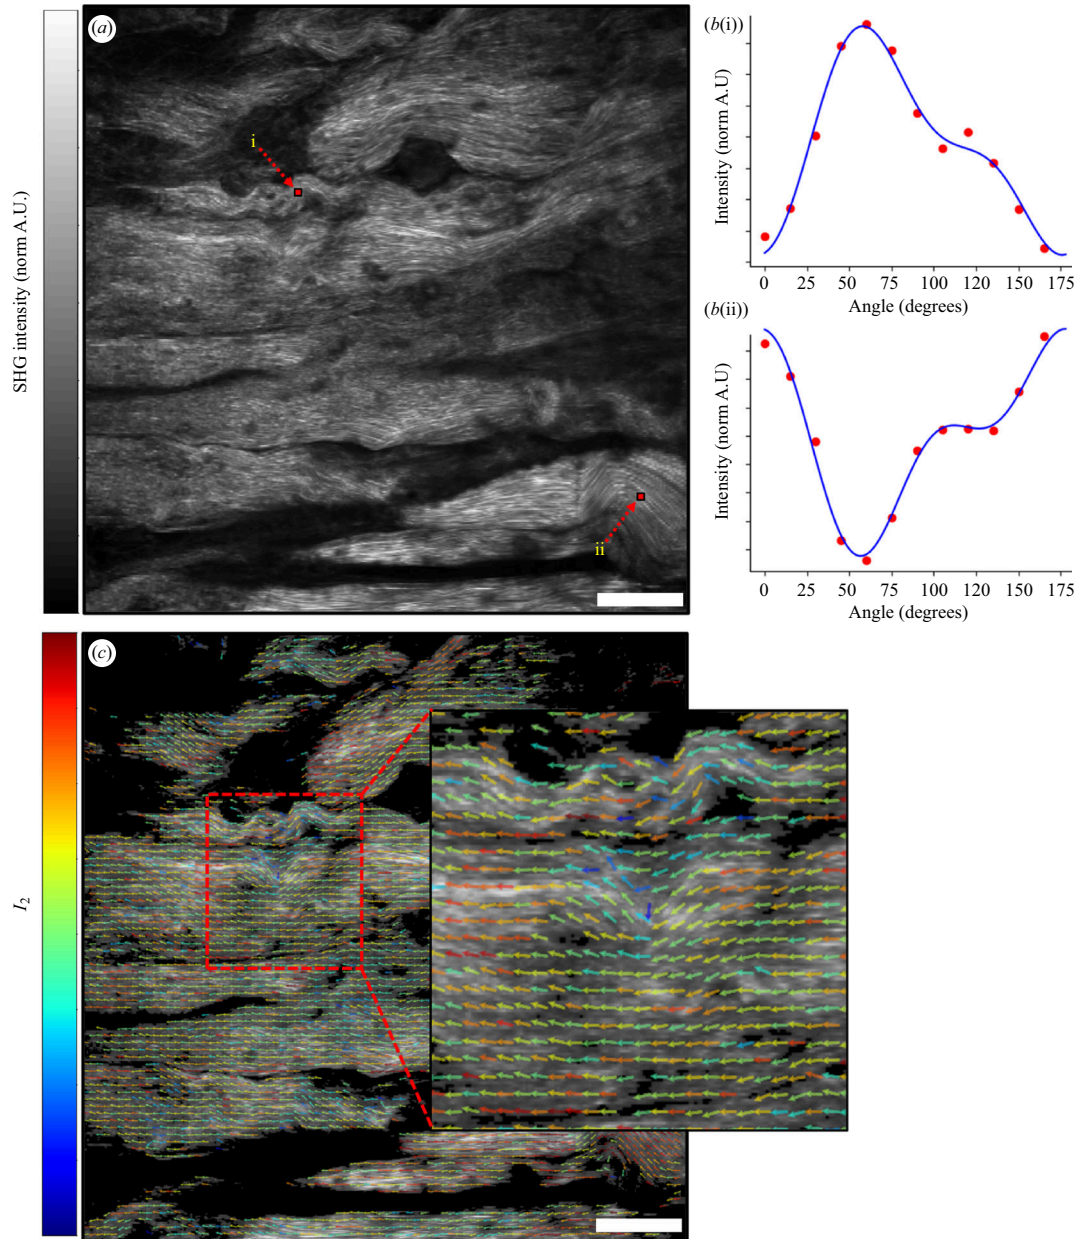 (a)
SHG intensity (norm A.U.)
i
ii
(b(i))
Intensity (norm A.U)
0 25 50 75 100 125 150 175
Angle (degrees)
(b(ii))
Intensity (norm A.U)
0 25 50 75 100 125 150 175
Angle (degrees)
(c)
I2